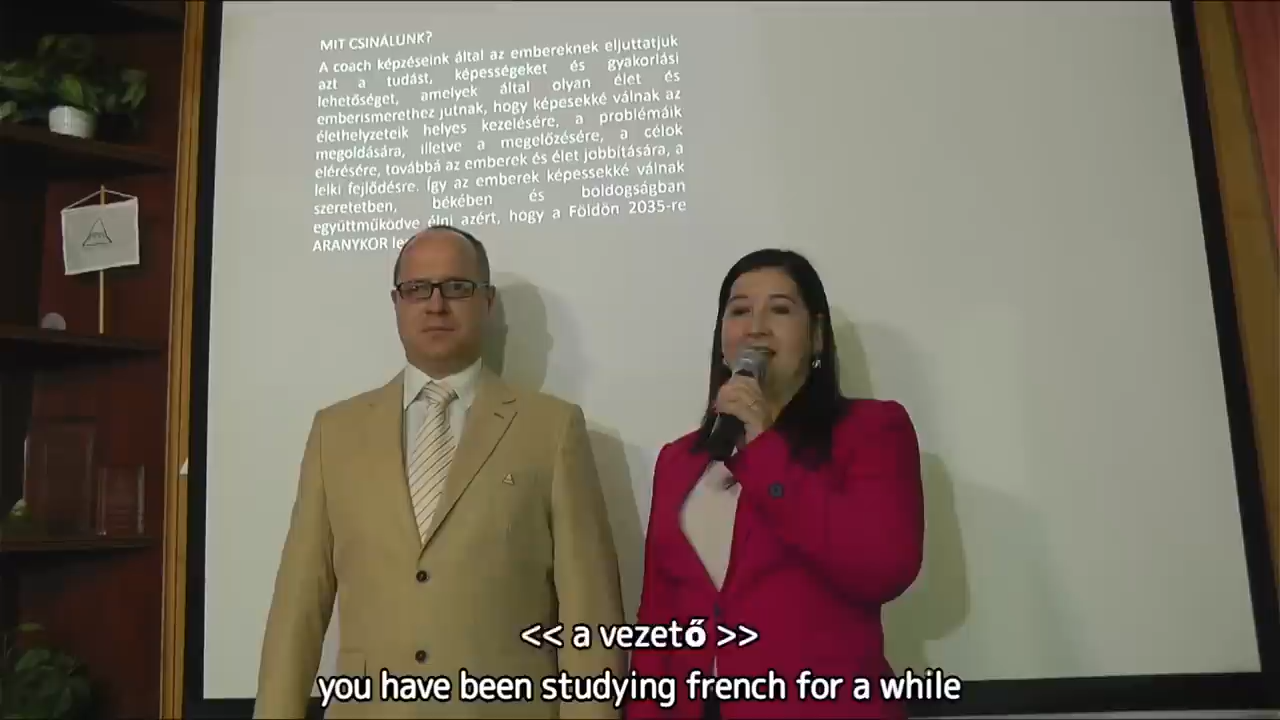 MIT CSINÁLUNK?
A coach képzéseink által az embereknek eljuttatjuk
azt a tudást, képességeket és gyakorlási
lehetőséget, amelyek által olyan élet és
emberismerethez jutnak, hogy képesekké válnak az
élethelyzeteik helyes kezelésére, a problémáik
megoldására, illetve a megelőzésére, a célok
elérésére, továbbá az emberek és élet jobbítására, a
lelki fejlődésre. Így az emberek képessekké válnak
szeretetben, békében és boldogságban
együttműködve élni azért, hogy a Földön 2035-re
ARANYKOR
<< a vezető >>
you have been studying french for a while